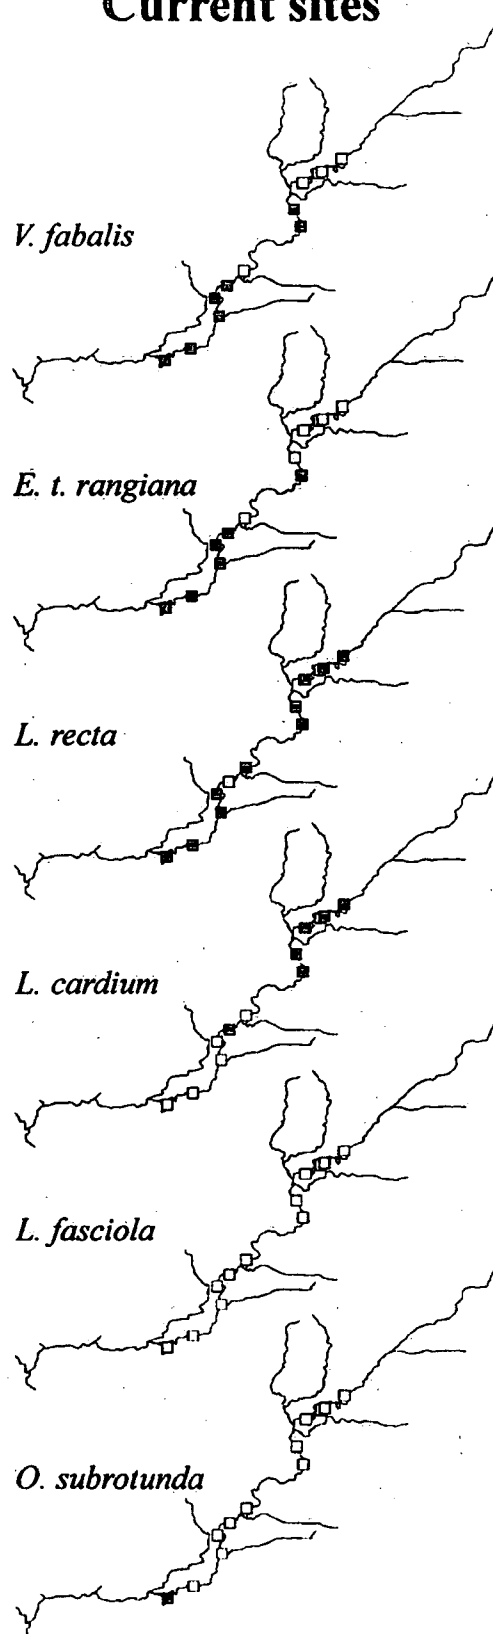 Current sites
V. fabalis
E. t. rangiana
L. recta
L. cardium
L. fasciola
O. subrotunda